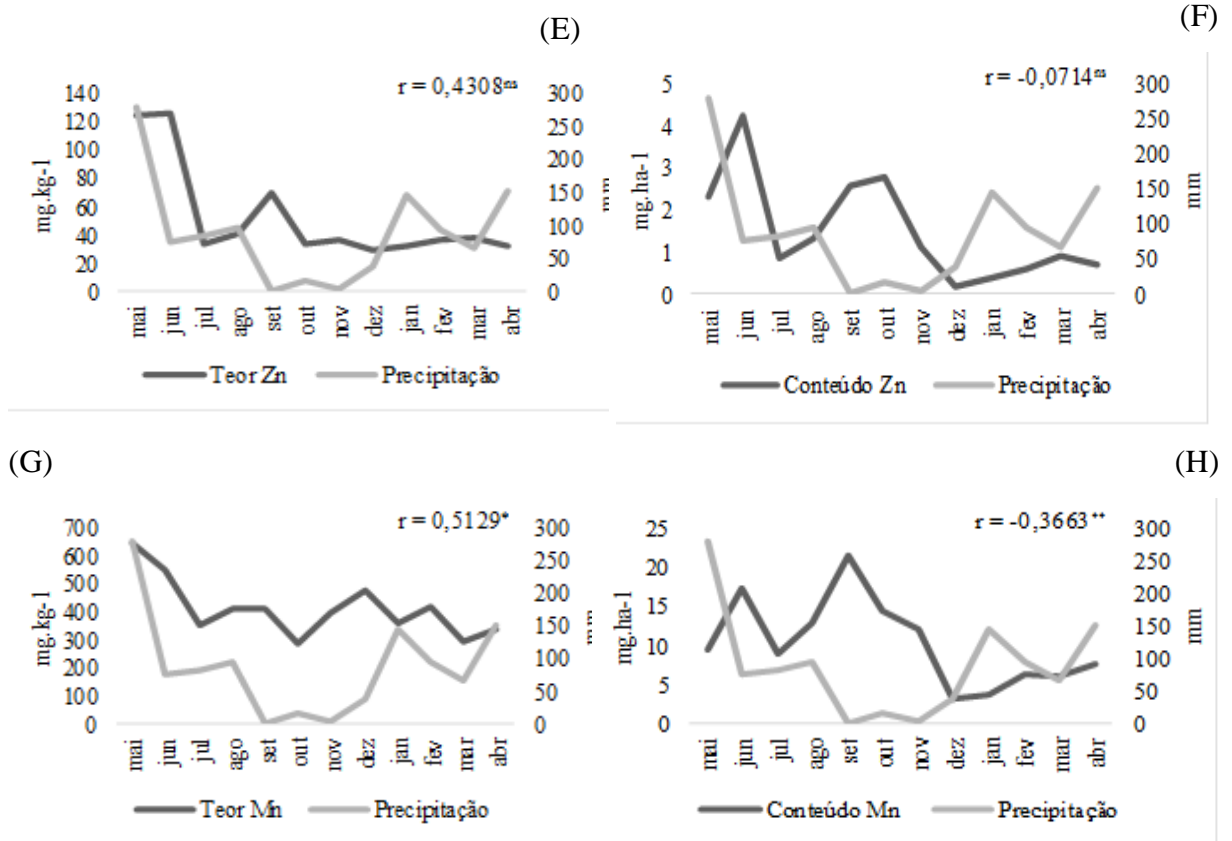 (E)
r = 0,4308ns
mg.kg-1
140
120
100
80
60
40
20
0
300
250
200
150
100
50
0
mm
mai jun jul ago set out nov dez jan fev mar abr
Teor Zn Precipitação
(F)
r = -0,0714ns
mg.ha-1
5
4
3
2
1
0
300
250
200
150
100
50
0
mm
mai jun jul ago set out nov dez jan fev mar abr
Conteúdo Zn Precipitação
(G)
r = 0,5129*
mg.kg-1
700
600
500
400
300
200
100
0
300
250
200
150
100
50
0
mm
mai jun jul ago set out nov dez jan fev mar abr
Teor Mn Precipitação
(H)
r = -0,3663**
mg.ha-1
25
20
15
10
5
0
300
250
200
150
100
50
0
mm
mai jun jul ago set out nov dez jan fev mar abr
Conteúdo Mn Precipitação